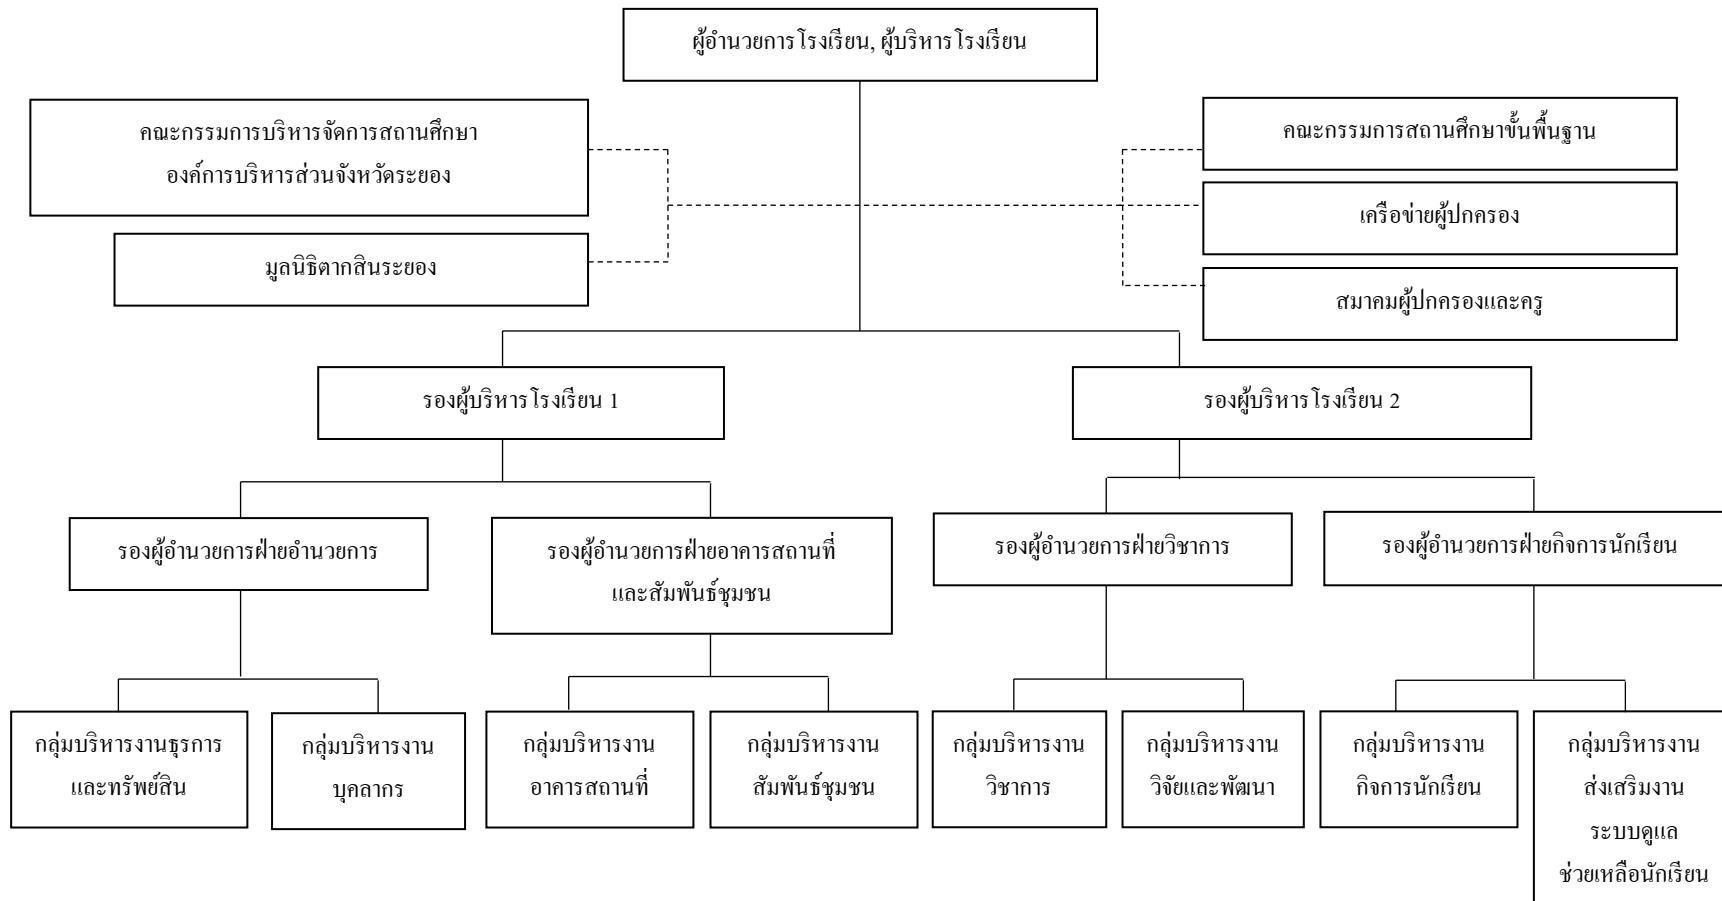 ผู้อำนวยการโรงเรียน, ผู้บริหารโรงเรียน
คณะกรรมการบริหารจัดการสถานศึกษา
องค์การบริหารส่วนจังหวัดระยอง
มูลนิธิตากสินระยอง
คณะกรรมการสถานศึกษาขั้นพื้นฐาน
เครือข่ายผู้ปกครอง
สมาคมผู้ปกครองและครู
รองผู้บริหารโรงเรียน 1
รองผู้บริหารโรงเรียน 2
รองผู้อำนวยการฝ่ายอำนวยการ
รองผู้อำนวยการฝ่ายอาคารสถานที่
และสัมพันธ์ชุมชน
รองผู้อำนวยการฝ่ายวิชาการ
รองผู้อำนวยการฝ่ายกิจการนักเรียน
กลุ่มบริหารงานธุรการ
และทรัพย์สิน
กลุ่มบริหารงาน
บุคลากร
กลุ่มบริหารงาน
อาคารสถานที่
กลุ่มบริหารงาน
สัมพันธ์ชุมชน
กลุ่มบริหารงาน
วิชาการ
กลุ่มบริหารงาน
วิจัยและพัฒนา
กลุ่มบริหารงาน
กิจการนักเรียน
กลุ่มบริหารงาน
ส่งเสริมงาน
ระบบดูแล
ช่วยเหลือนักเรียน